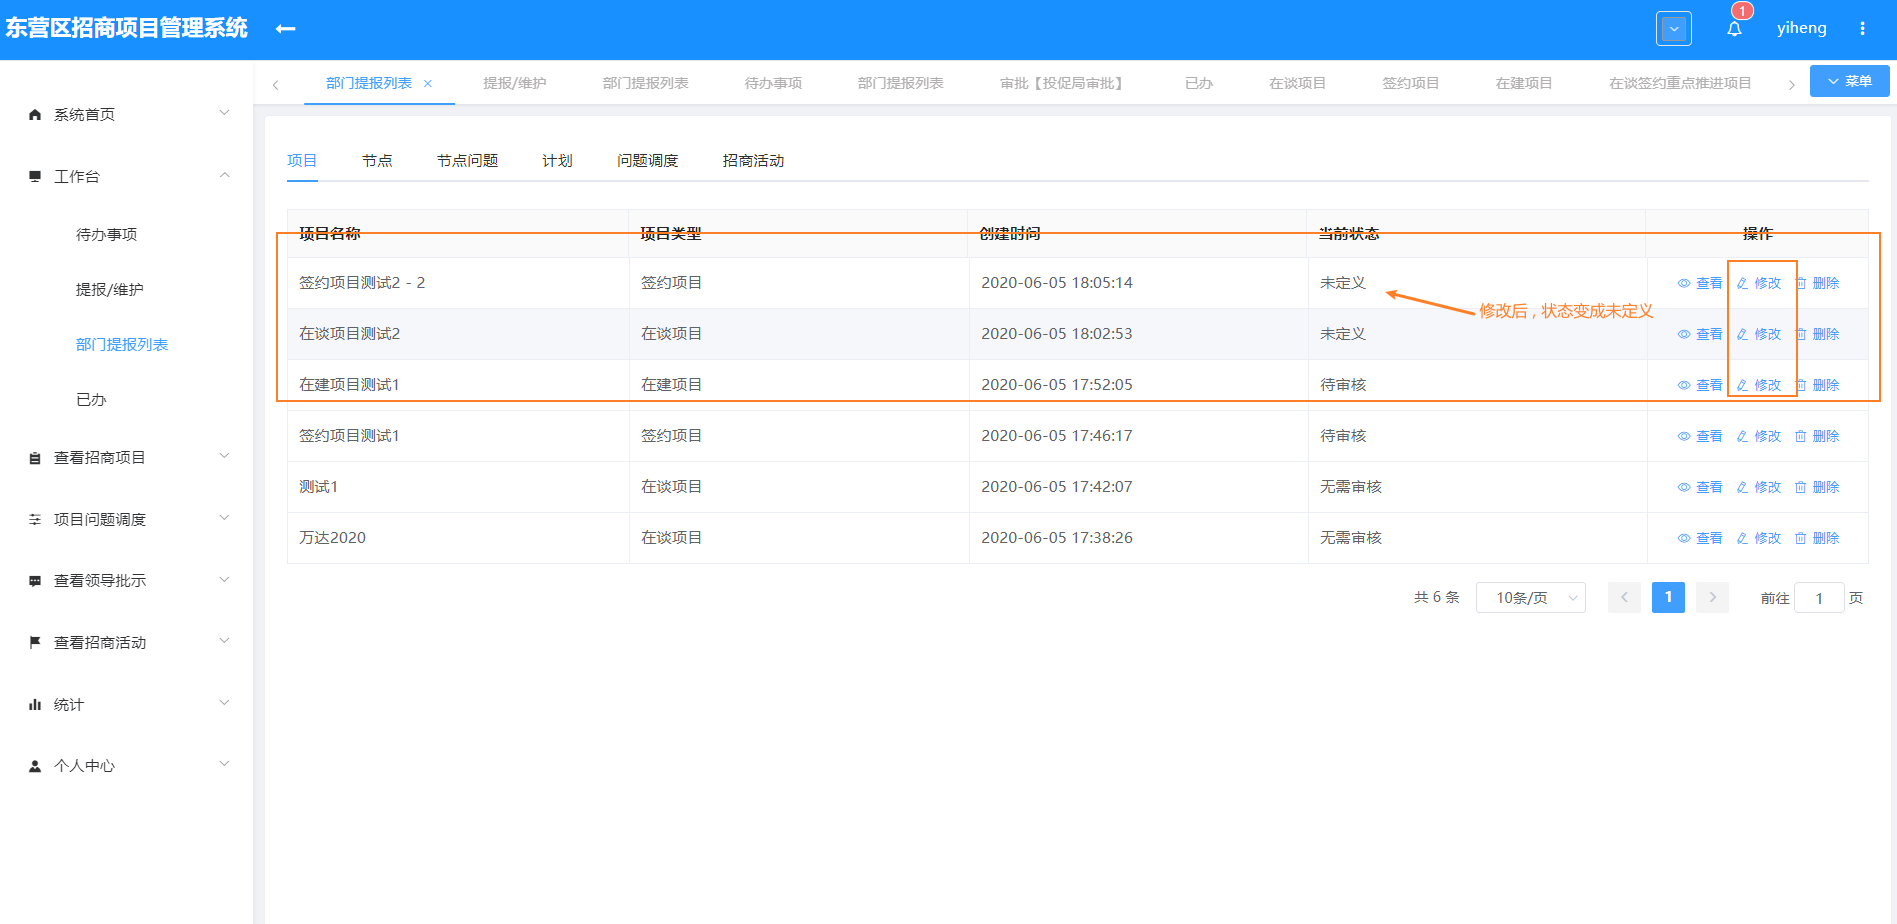 东营区招商项目管理系统
1
yiheng
部门提报列表 提报/维护 部门提报列表 待办事项 部门提报列表 审批【投促局审批】 已办 在谈项目 签约项目 在建项目 在谈签约重点推进项目 菜单
系统首页
工作台
待办事项
提报/维护
部门提报列表
已办
查看招商项目
项目问题调度
查看领导批示
查看招商活动
统计
个人中心
项目 节点 节点问题 计划 问题调度 招商活动
项目名称 项目类型 创建时间 当前状态 操作
签约项目测试2 - 2 签约项目 2020-06-05 18:05:14 未定义 查看 修改 删除
修改后，状态变成未定义
在谈项目测试2 在谈项目 2020-06-05 18:02:53 未定义 查看 修改 删除
在建项目测试1 在建项目 2020-06-05 17:52:05 待审核 查看 修改 删除
签约项目测试1 签约项目 2020-06-05 17:46:17 待审核 查看 修改 删除
测试1 在谈项目 2020-06-05 17:42:07 无需审核 查看 修改 删除
万达2020 在谈项目 2020-06-05 17:38:26 无需审核 查看 修改 删除
共 6 条 10条/页 1 前往 1 页